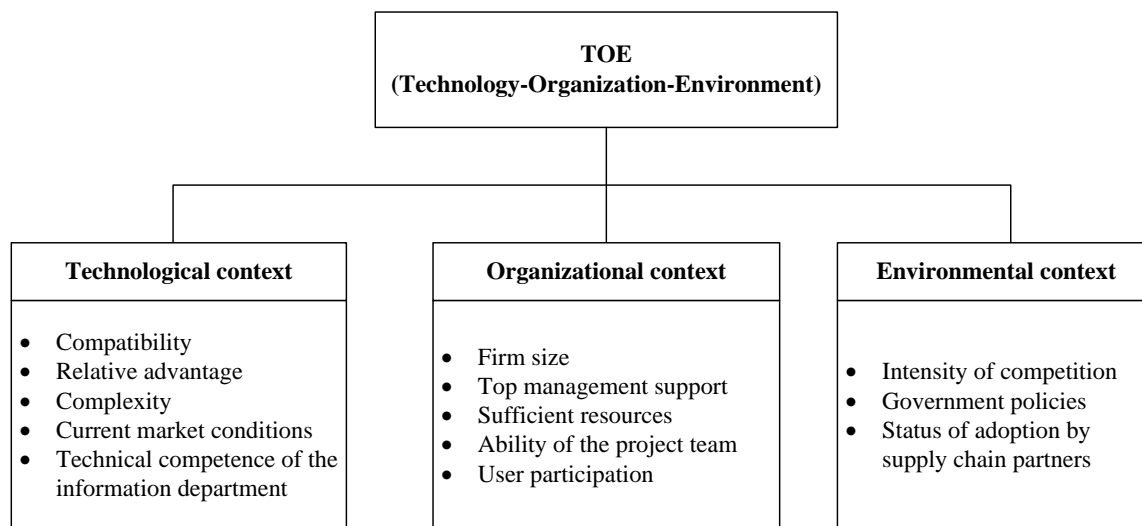 TOE
(Technology-Organization-Environment)
Technological context
• Compatibility
• Relative advantage
• Complexity
• Current market conditions
• Technical competence of the
information department
Organizational context
• Firm size
• Top management support
• Sufficient resources
• Ability of the project team
• User participation
Environmental context
• Intensity of competition
• Government policies
• Status of adoption by
supply chain partners